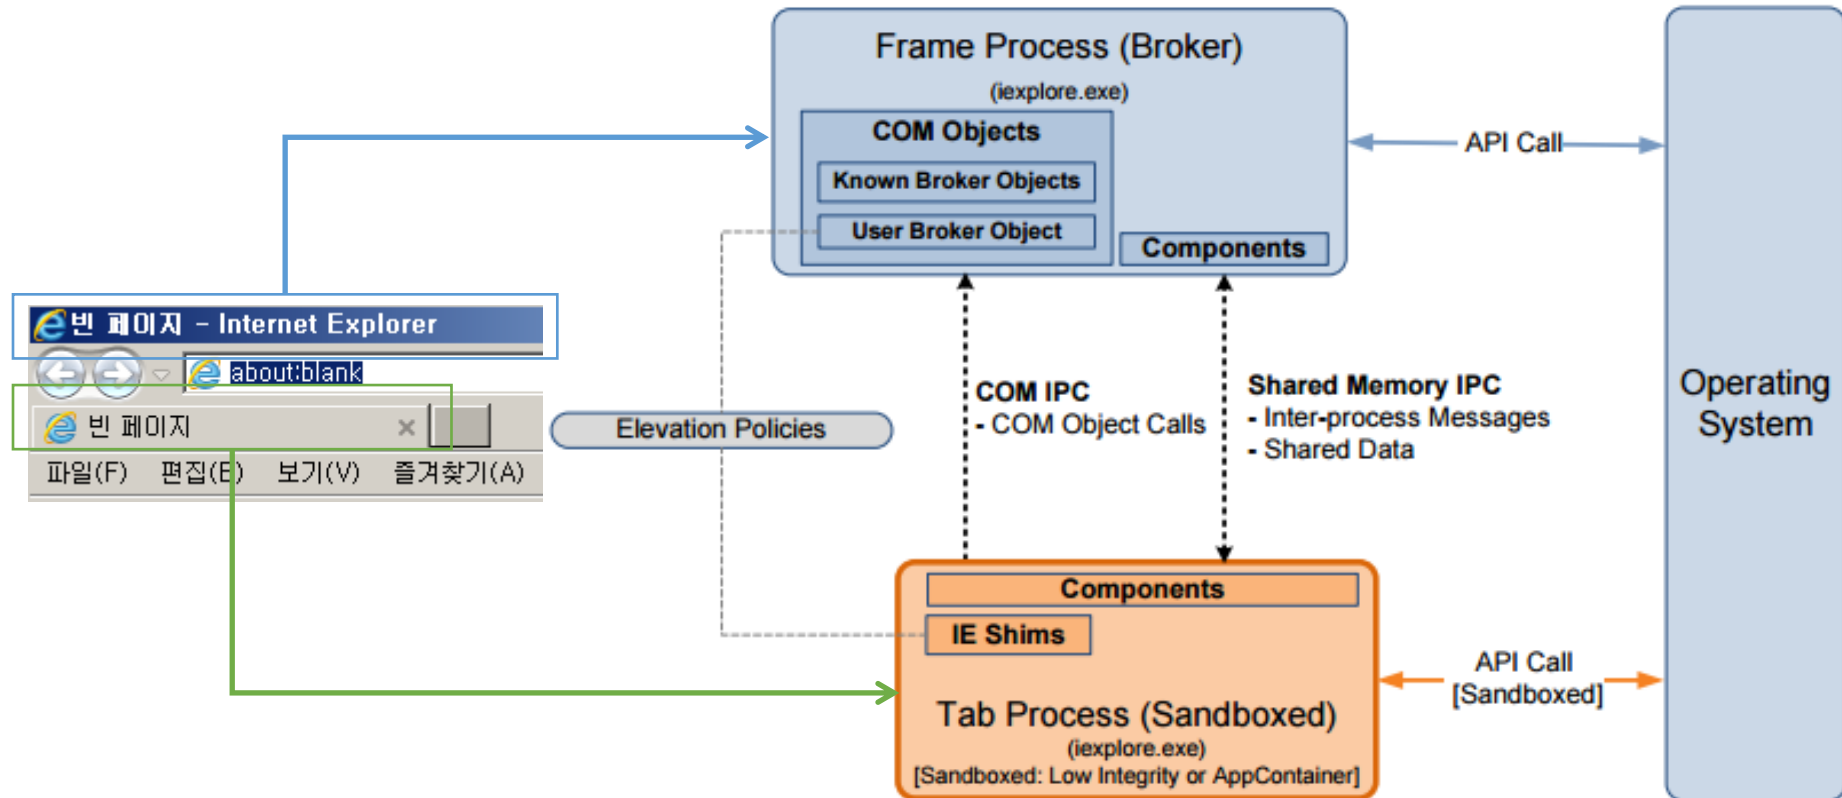 Frame Process (Broker)
(iexplore.exe)
COM Objects
Known Broker Objects
User Broker Object
Components
API Call
빈 페이지 - Internet Explorer
about:blank
빈 페이지
파일(F) 편집(E) 보기(V) 즐겨찾기(A)
Elevation Policies
COM IPC
- COM Object Calls
Shared Memory IPC
- Inter-process Messages
- Shared Data
Operating
System
Components
IE Shims
Tab Process (Sandboxed)
(iexplore.exe)
[Sandboxed: Low Integrity or AppContainer]
API Call
[Sandboxed]